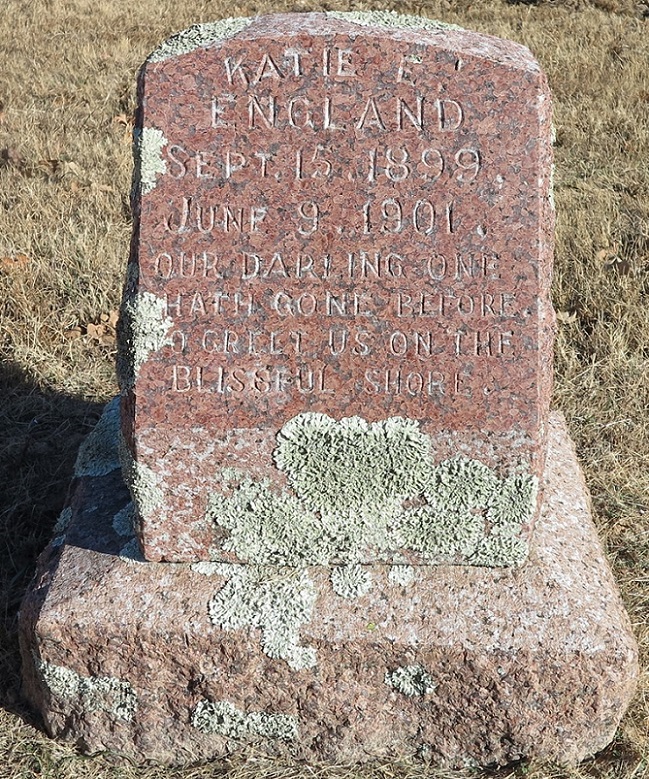 KATIE E.
ENGLAND
SEPT. 15. 1899.
JUNE 9. 1901.
OUR DARLING ONE
HATH GONE BEFORE.
O GREET US ON THE
BLISSFUL SHORE.